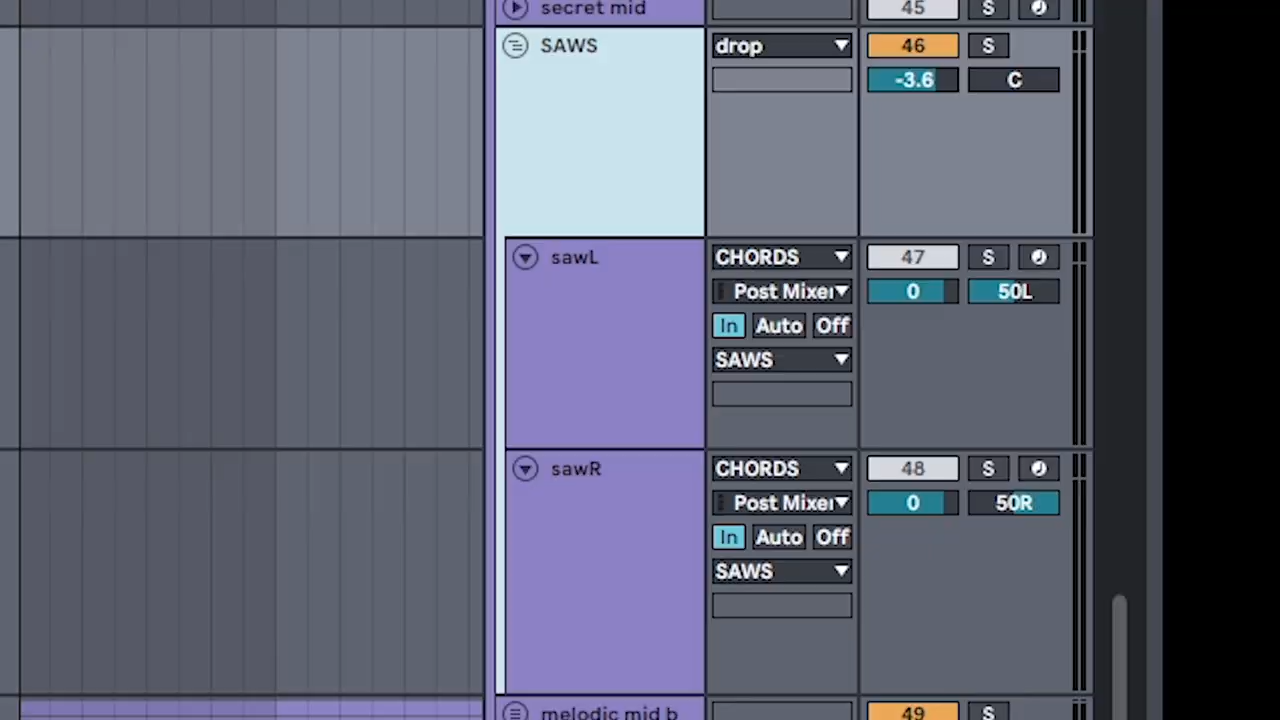 secret mid 45 S
SAWS drop 46 S
-3.6 C
sawL CHORDS 47 S
Post Mixer 0 50L
In Auto Off
SAWS
sawR CHORDS 48 S
Post Mixer 0 50R
In Auto Off
SAWS
melodic mid b 49 S